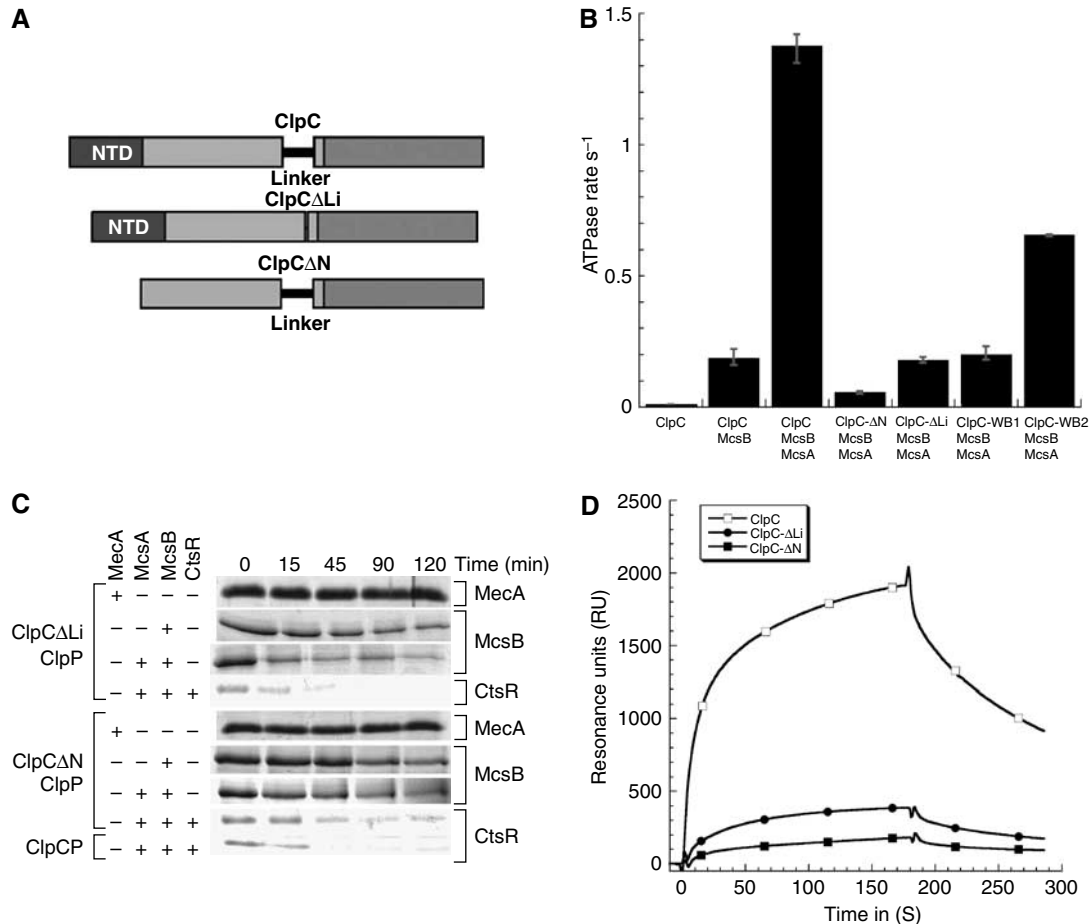 A
ClpC
NTD
Linker
ClpCΔLi
NTD
ClpCΔN
Linker
B
ATPase rate s⁻¹
1.5
1
0.5
0
ClpC
ClpC
McsB
ClpC
McsB
McsA
ClpC-ΔN
McsB
McsA
ClpC-ΔLi
McsB
McsA
ClpC-WB1
McsB
McsA
ClpC-WB2
McsB
McsA
C
MecA McsA McsB CtsR
0 15 45 90 120 Time (min)
ClpCΔLi
ClpP
+ − − − MecA
− − + − McsB
− + + −
− + + + CtsR
ClpCΔN
ClpP
+ − − − MecA
− − + − McsB
− + + −
− + + + CtsR
ClpCP − + + +
D
Resonance units (RU)
2500
2000
1500
1000
500
0
ClpC
ClpC-ΔLi
ClpC-ΔN
0 50 100 150 200 250 300
Time in (S)